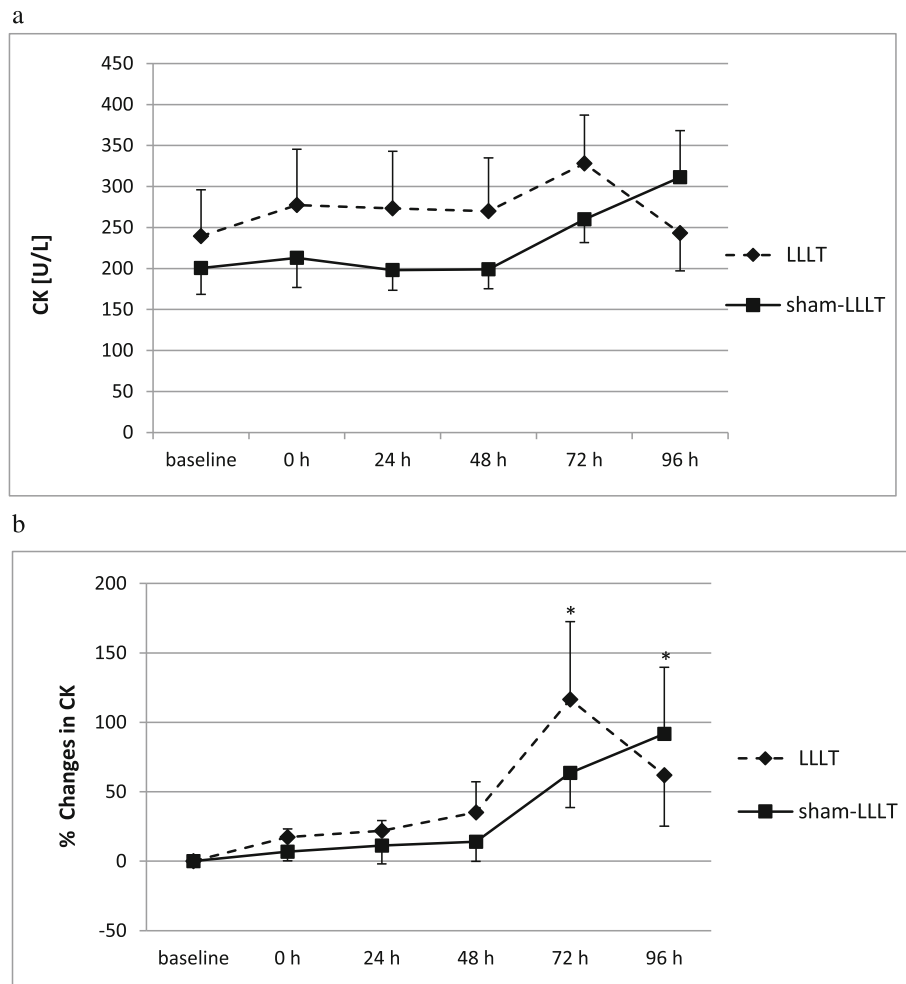 a
450
400
350
300
250
200
150
100
50
0
CK [U/L]
baseline 0 h 24 h 48 h 72 h 96 h
LLLT
sham-LLLT
b
200
150
100
50
0
-50
% Changes in CK
* *
baseline 0 h 24 h 48 h 72 h 96 h
LLLT
sham-LLLT